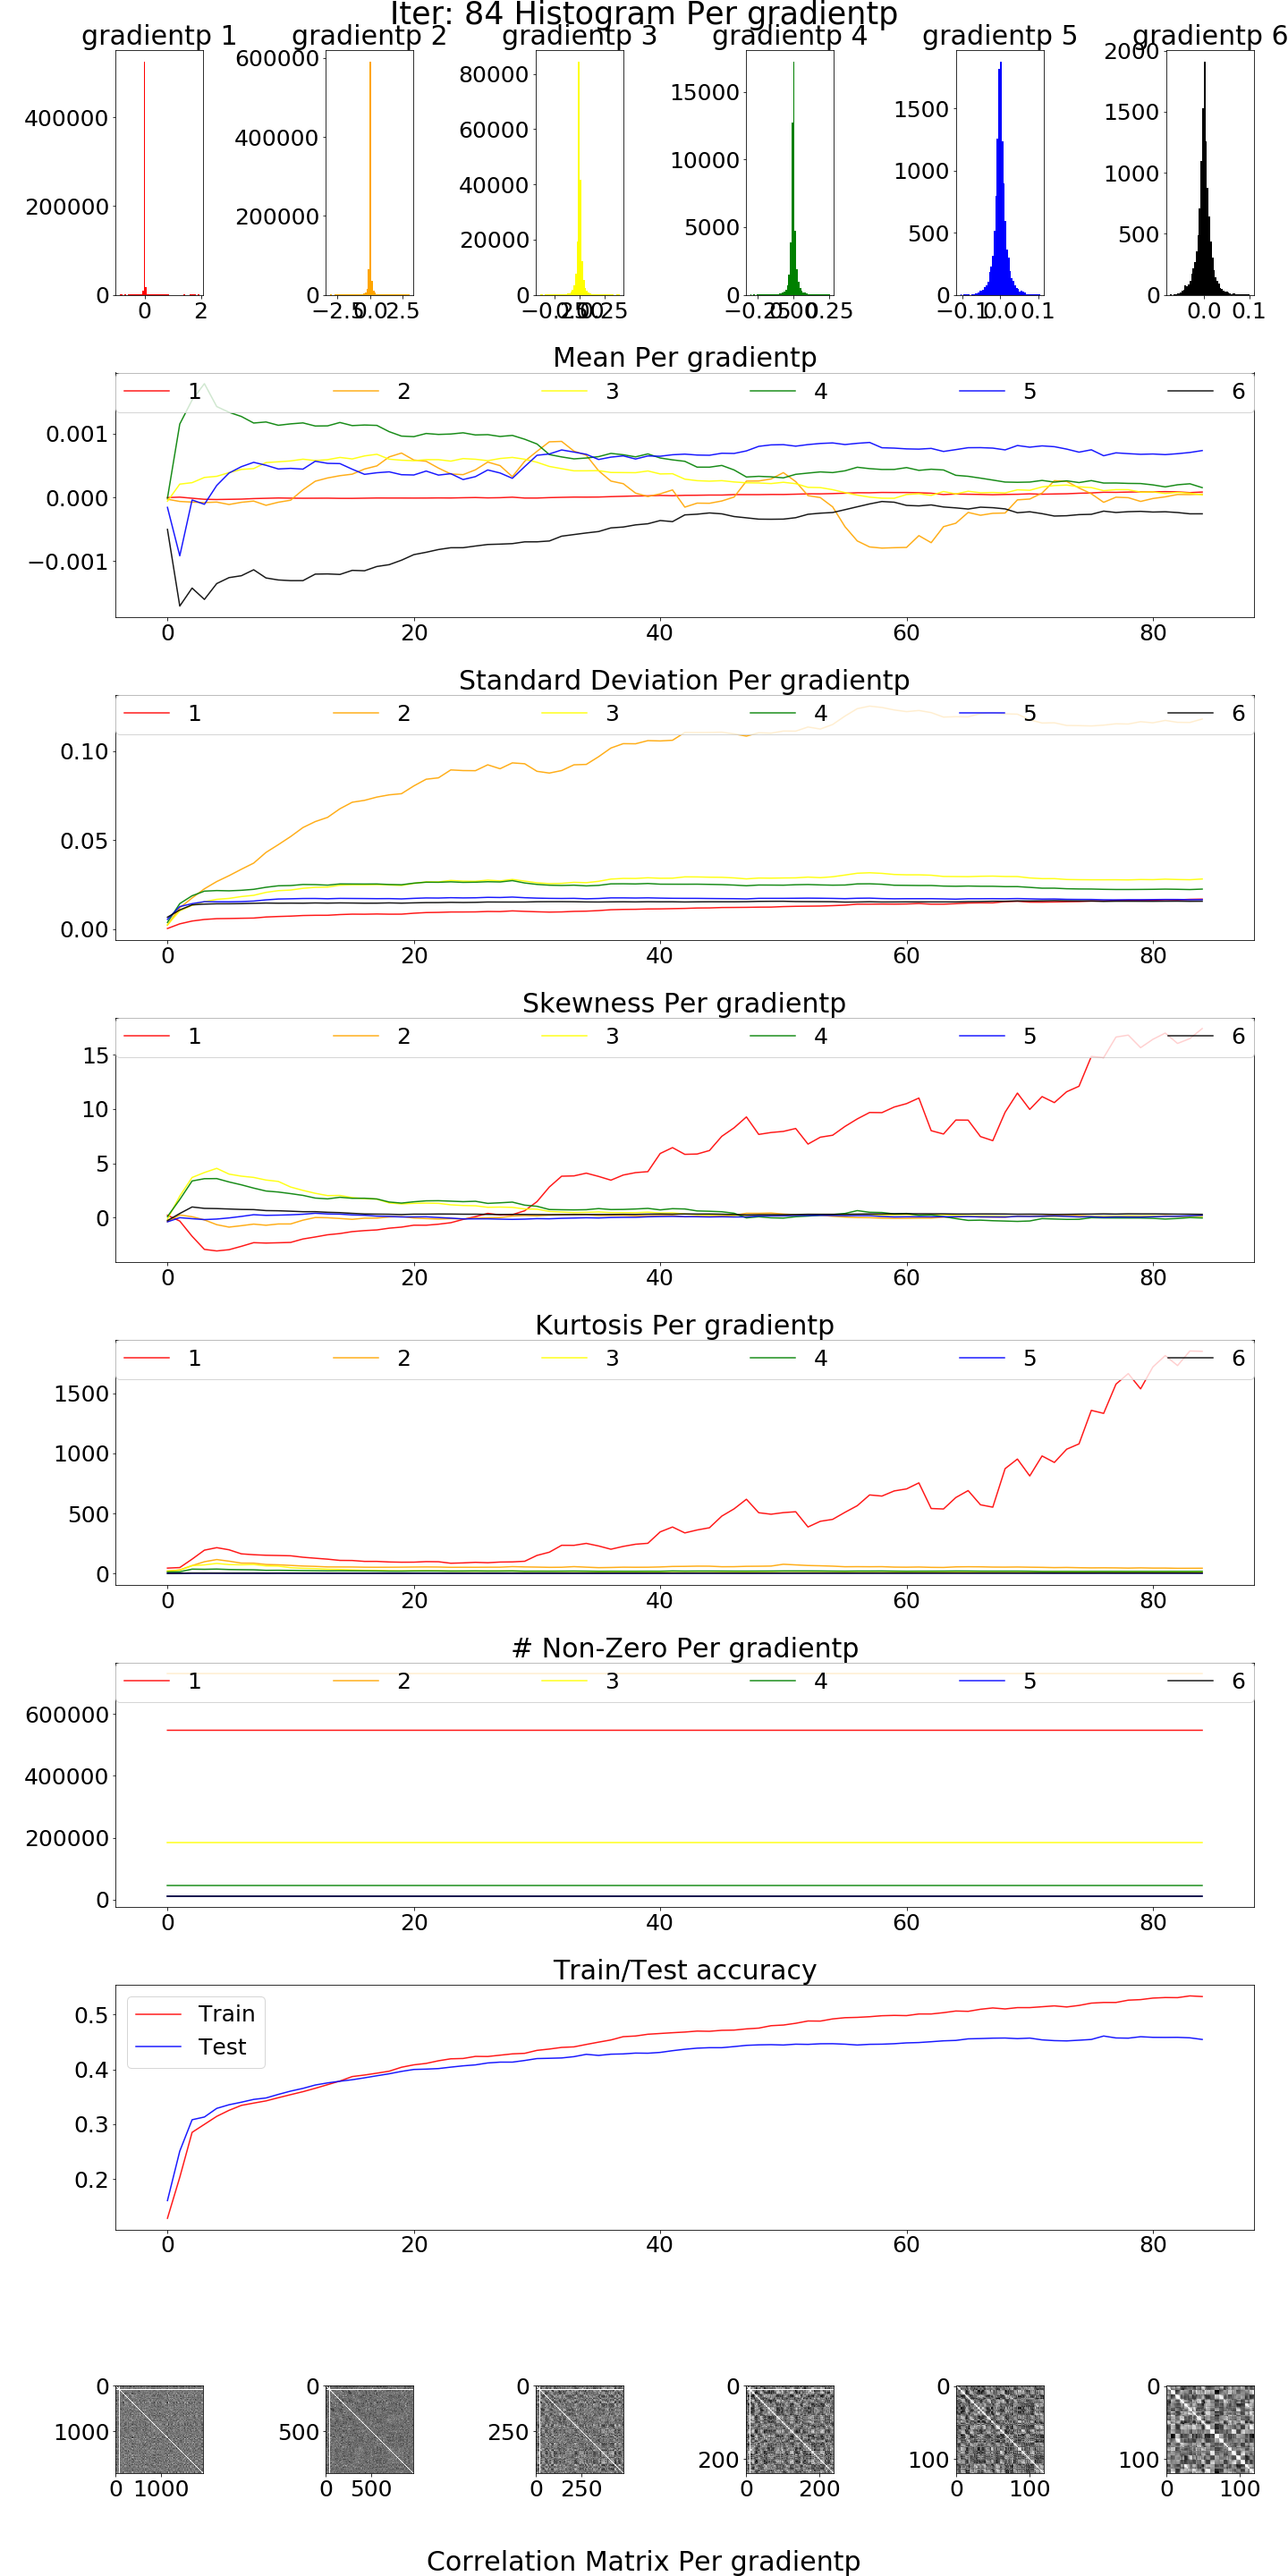 Iter: 84 Histogram Per gradientp
gradientp 1 gradientp 2 gradientp 3 gradientp 4 gradientp 5 gradientp 6
400000
200000
0
0 2
600000
400000
200000
0
−2.5 0.0 2.5
80000
60000
40000
20000
0
−0.25 0.00 0.25
15000
10000
5000
0
−0.25 0.00 0.25
1500
1000
500
0
−0.1 0.0 0.1
2000
1500
1000
500
0
0.0 0.1
Mean Per gradientp
1 2 3 4 5 6
0.001
0.000
−0.001
0 20 40 60 80
Standard Deviation Per gradientp
1 2 3 4 5 6
0.10
0.05
0.00
0 20 40 60 80
Skewness Per gradientp
1 2 3 4 5 6
15
10
5
0
0 20 40 60 80
Kurtosis Per gradientp
1 2 3 4 5 6
1500
1000
500
0
0 20 40 60 80
# Non-Zero Per gradientp
1 2 3 4 5 6
600000
400000
200000
0
0 20 40 60 80
Train/Test accuracy
Train
Test
0.5
0.4
0.3
0.2
0 20 40 60 80
0
1000
0 1000
0
500
0 500
0
250
0 250
0
200
0 200
0
100
0 100
0
100
0 100
Correlation Matrix Per gradientp